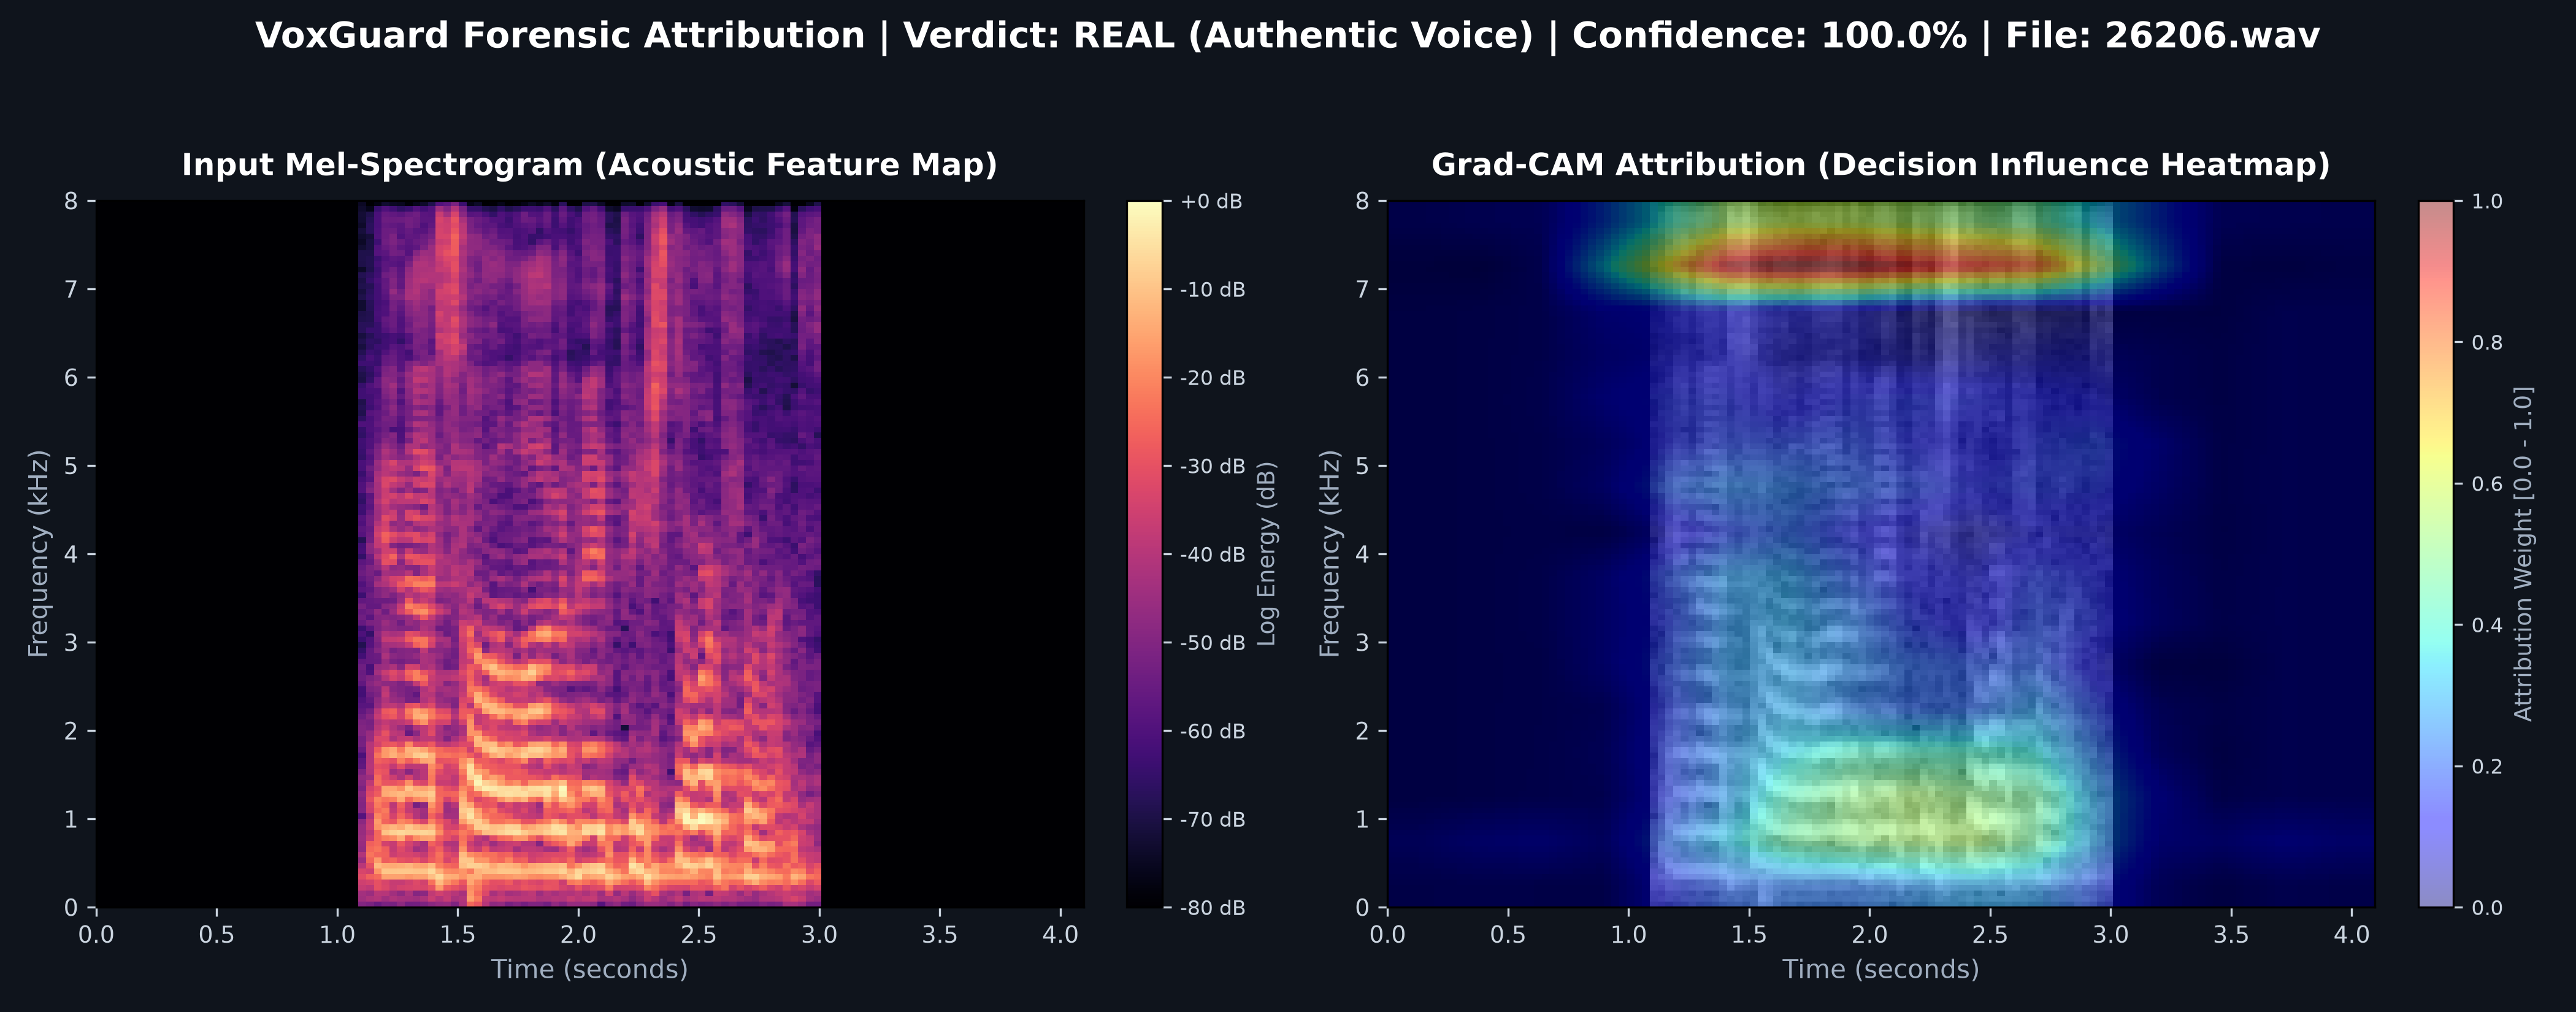 VoxGuard Forensic Attribution | Verdict: REAL (Authentic Voice) | Confidence: 100.0% | File: 26206.wav
Input Mel-Spectrogram (Acoustic Feature Map)
8
7
6
5
4
3
2
1
0
Frequency (kHz)
0.0 0.5 1.0 1.5 2.0 2.5 3.0 3.5 4.0
Time (seconds)
+0 dB
-10 dB
-20 dB
-30 dB
-40 dB
-50 dB
-60 dB
-70 dB
-80 dB
Log Energy (dB)
Grad-CAM Attribution (Decision Influence Heatmap)
8
7
6
5
4
3
2
1
0
Frequency (kHz)
0.0 0.5 1.0 1.5 2.0 2.5 3.0 3.5 4.0
Time (seconds)
1.0
0.8
0.6
0.4
0.2
0.0
Attribution Weight [0.0 - 1.0]